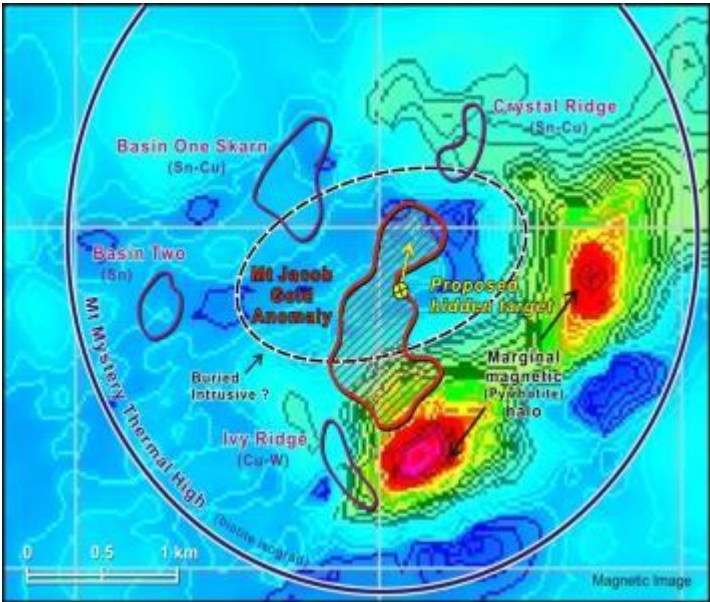 Crystal Ridge
(Sn-Cu)
Basin One Skarn
(Sn-Cu)
Basin Two
(Sn)
Mt Jacob
Gold
Anomaly
Proposed
hidden target
Buried
Intrusive ?
Marginal
magnetic
(Pyrrhotite)
halo
Ivy Ridge
(Cu-W)
Mt Mystery Thermal High
(biotite isograd)
0 0.5 1 km
Magnetic Image